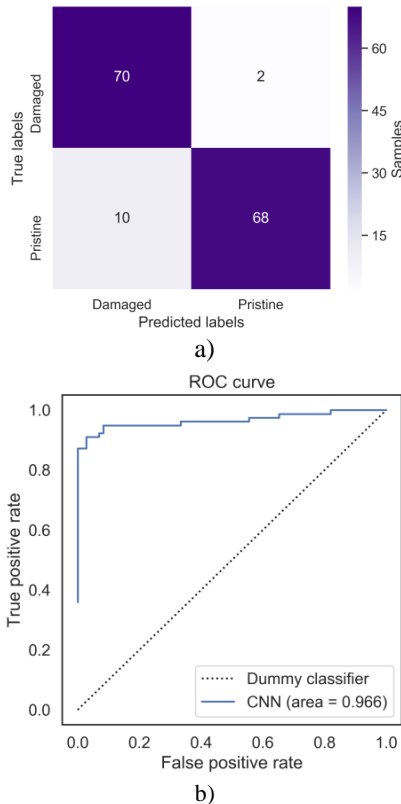 70
2
10
68
Damaged
Pristine
True labels
Damaged
Pristine
Predicted labels
60
45
30
15
Samples
a)
ROC curve
1.0
0.8
0.6
0.4
0.2
0.0
True positive rate
Dummy classifier
CNN (area = 0.966)
0.0 0.2 0.4 0.6 0.8 1.0
False positive rate
b)